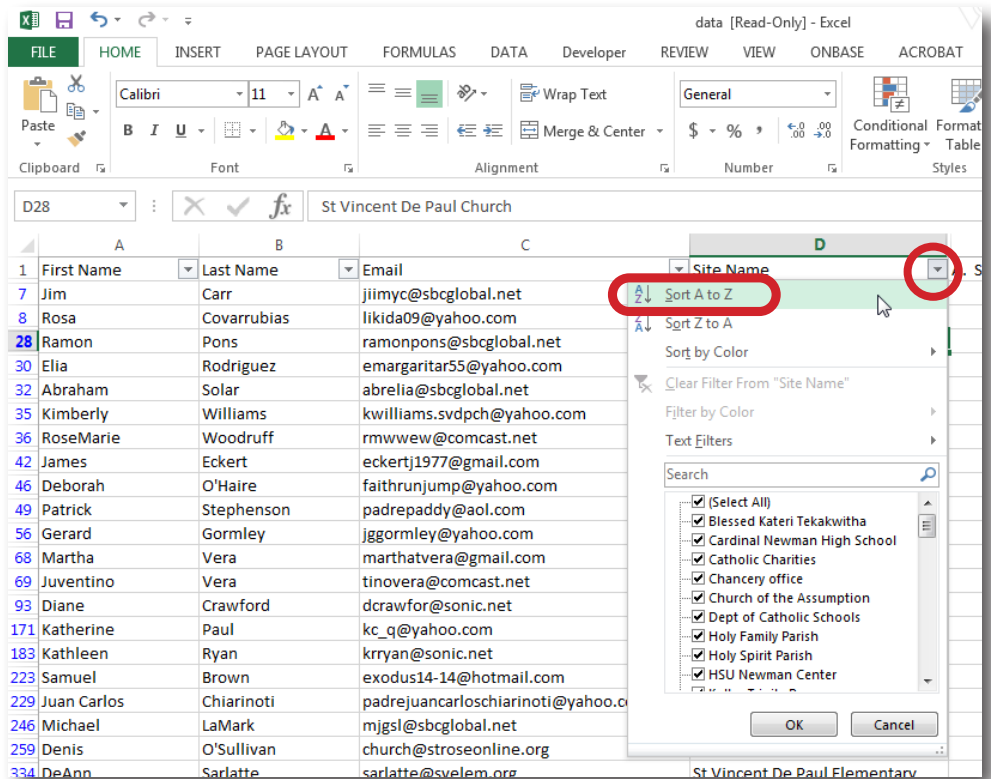 data [Read-Only] - Excel
FILE HOME INSERT PAGE LAYOUT FORMULAS DATA Developer REVIEW VIEW ONBASE ACROBAT
Calibri 11 Wrap Text General
Paste B I U A Merge & Center $ % Conditional Format
Formatting Table
Clipboard Font Alignment Number Styles
D28 fx St Vincent De Paul Church
A B C D
1 First Name Last Name Email Site Name
7 Jim Carr jiimyc@sbcglobal.net Sort A to Z
8 Rosa Covarrubias likida09@yahoo.com Sort Z to A
28 Ramon Pons ramonpons@sbcglobal.net Sort by Color
30 Elia Rodriguez emargaritar55@yahoo.com
32 Abraham Solar abrelia@sbcglobal.net Clear Filter From "Site Name"
35 Kimberly Williams kwilliams.svdpch@yahoo.com Filter by Color
36 RoseMarie Woodruff rmwwew@comcast.net Text Filters
42 James Eckert eckertj1977@gmail.com Search
46 Deborah O'Haire faithrunjump@yahoo.com (Select All)
49 Patrick Stephenson padrepaddy@aol.com Blessed Kateri Tekakwitha
56 Gerard Gormley jggormley@yahoo.com Cardinal Newman High School
68 Martha Vera marthatvera@gmail.com Catholic Charities
69 Juventino Vera tinovera@comcast.net Chancery office
93 Diane Crawford dcrawfor@sonic.net Church of the Assumption
Dept of Catholic Schools
171 Katherine Paul kc_q@yahoo.com Holy Family Parish
183 Kathleen Ryan krryan@sonic.net Holy Spirit Parish
223 Samuel Brown exodus14-14@hotmail.com HSU Newman Center
229 Juan Carlos Chiarinoti padrejuancarloschiarinoti@yahoo.c
246 Michael LaMark mjgsl@sbcglobal.net OK Cancel
259 Denis O'Sullivan church@stroseonline.org
334 DeAnn Sarlatte sarlatte@svelem.org St Vincent De Paul Elementary